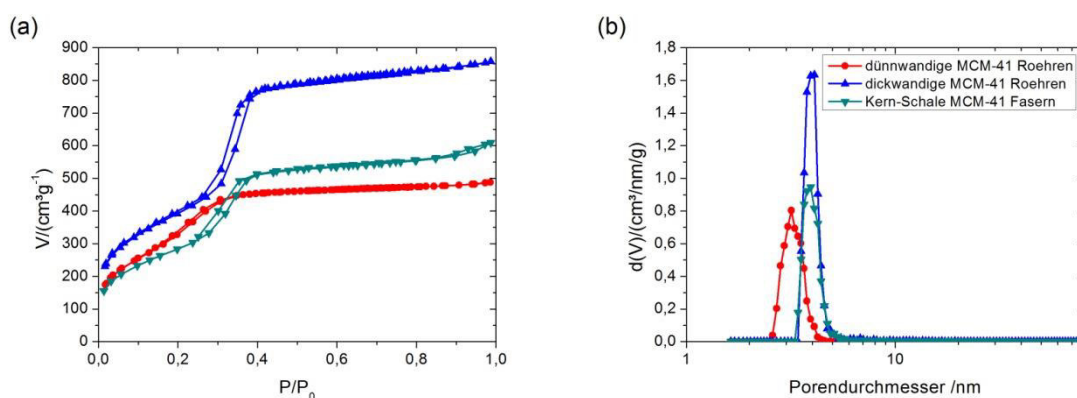 (a)
V/(cm³g⁻¹)
900
800
700
600
500
400
300
200
100
0
0,0 0,2 0,4 0,6 0,8 1,0
P/P₀
(b)
d(V)/(cm³/nm/g)
1,8
1,6
1,4
1,2
1,0
0,8
0,6
0,4
0,2
0,0
dünnwandige MCM-41 Roehren
dickwandige MCM-41 Roehren
Kern-Schale MCM-41 Fasern
1 10
Porendurchmesser /nm